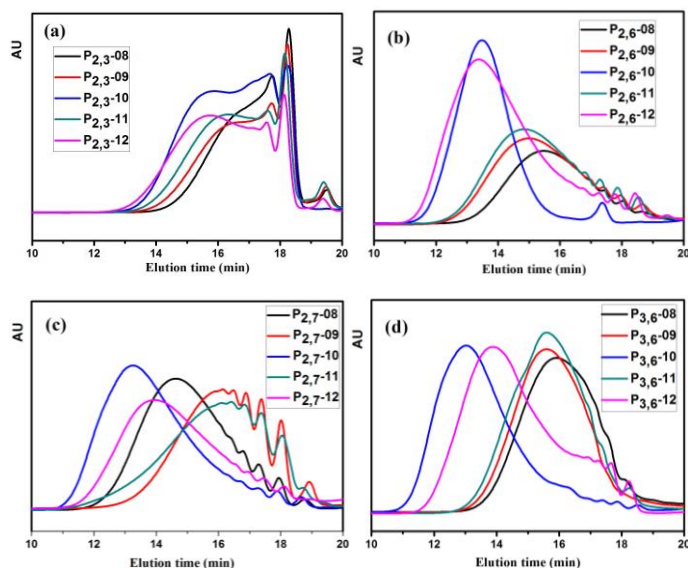 (a)
AU
P2,3-08
P2,3-09
P2,3-10
P2,3-11
P2,3-12
10 12 14 16 18 20
Elution time (min)
(b)
AU
P2,6-08
P2,6-09
P2,6-10
P2,6-11
P2,6-12
10 12 14 16 18 20
Elution time (min)
(c)
AU
P2,7-08
P2,7-09
P2,7-10
P2,7-11
P2,7-12
10 12 14 16 18 20
Elution time (min)
(d)
AU
P3,6-08
P3,6-09
P3,6-10
P3,6-11
P3,6-12
10 12 14 16 18 20
Elution time (min)